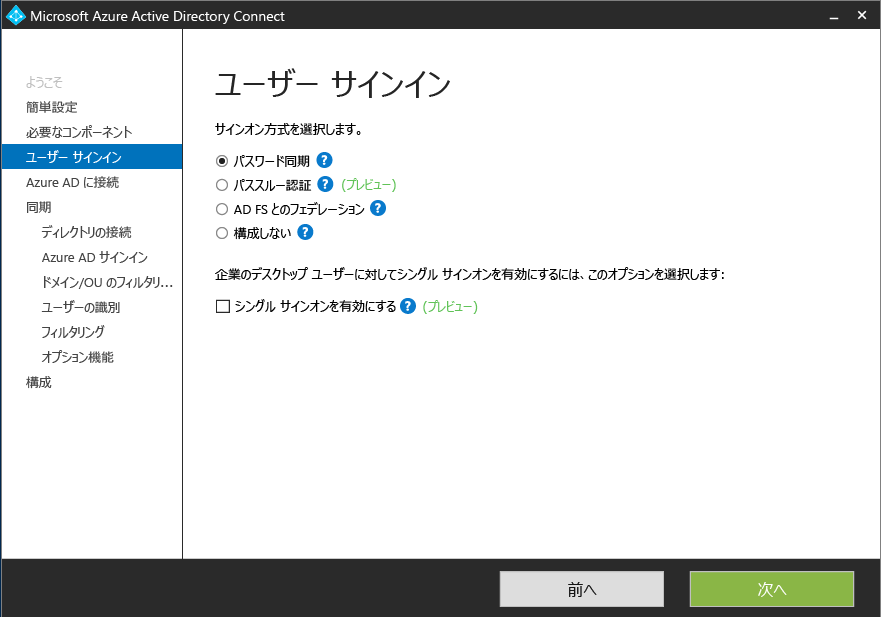 Microsoft Azure Active Directory Connect
ようこそ
簡単設定
必要なコンポーネント
ユーザー サインイン
Azure AD に接続
同期
ディレクトリの接続
Azure AD サインイン
ドメイン/OU のフィルタリ...
ユーザーの識別
フィルタリング
オプション機能
構成
ユーザー サインイン
サインオン方式を選択します。
パスワード同期 ?
パススルー認証 ? (プレビュー)
AD FS とのフェデレーション ?
構成しない ?
企業のデスクトップ ユーザーに対してシングル サインオンを有効にするには、このオプションを選択します:
シングル サインオンを有効にする ? (プレビュー)
前へ
次へ